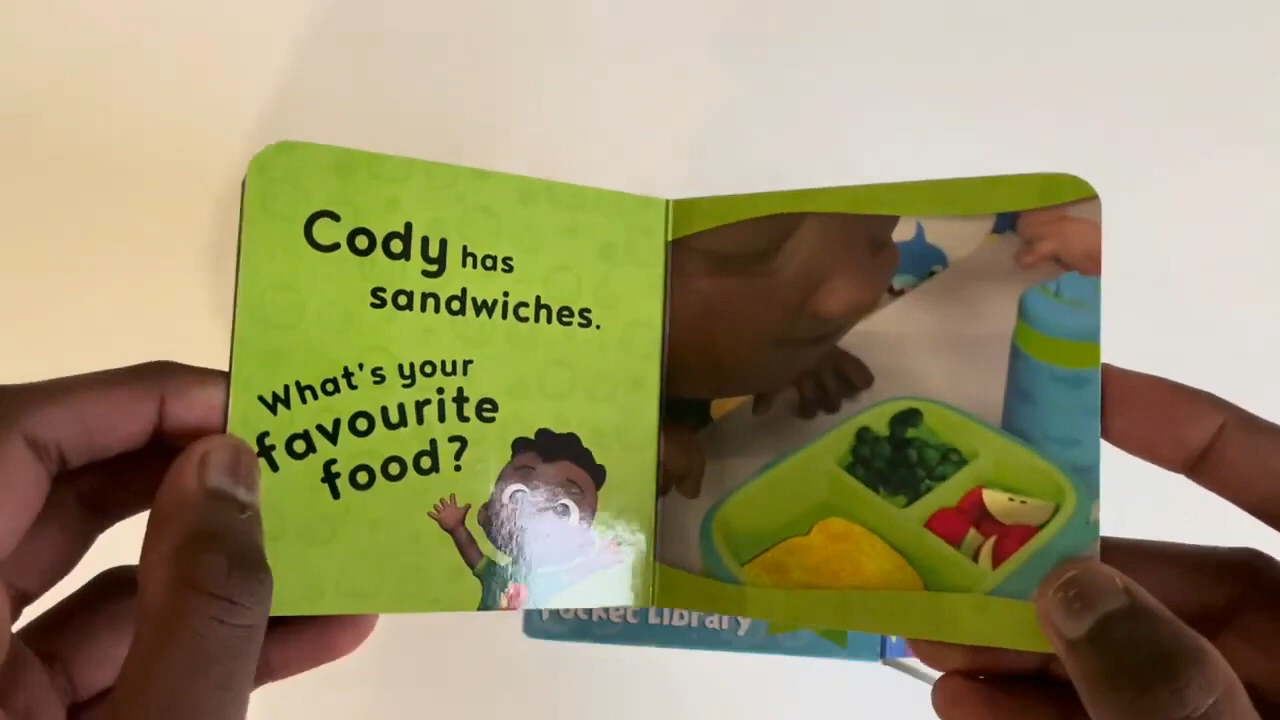 Cody has
sandwiches.
What's your
favourite
food?
Pocket Library